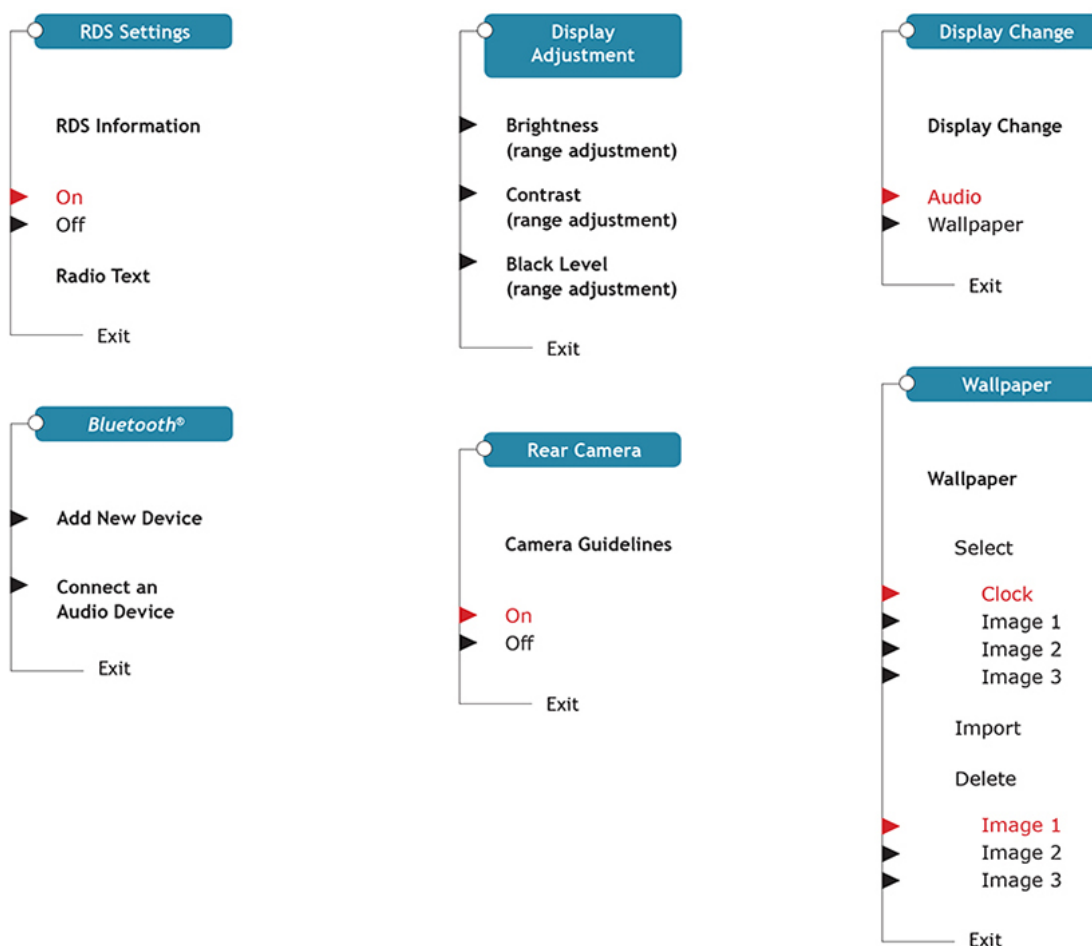 RDS Settings
RDS Information
On
Off
Radio Text
Exit
Bluetooth®
Add New Device
Connect an
Audio Device
Exit
Display
Adjustment
Brightness
(range adjustment)
Contrast
(range adjustment)
Black Level
(range adjustment)
Exit
Rear Camera
Camera Guidelines
On
Off
Exit
Display Change
Display Change
Audio
Wallpaper
Exit
Wallpaper
Wallpaper
Select
Clock
Image 1
Image 2
Image 3
Import
Delete
Image 1
Image 2
Image 3
Exit